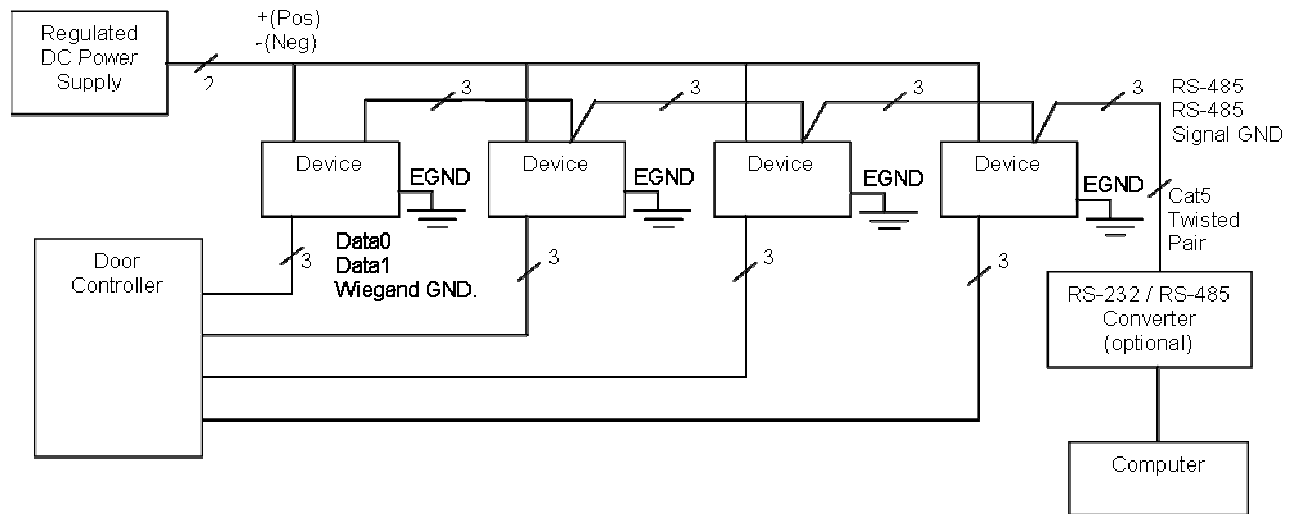 Regulated
DC Power
Supply
+(Pos)
-(Neg)
2
3
3
3
3
RS-485
RS-485
Signal GND
Device
EGND
Device
EGND
Device
EGND
Device
EGND
Cat5
Twisted
Pair
Door
Controller
3
Data0
Data1
Wiegand GND.
3
3
3
RS-232 / RS-485
Converter
(optional)
Computer